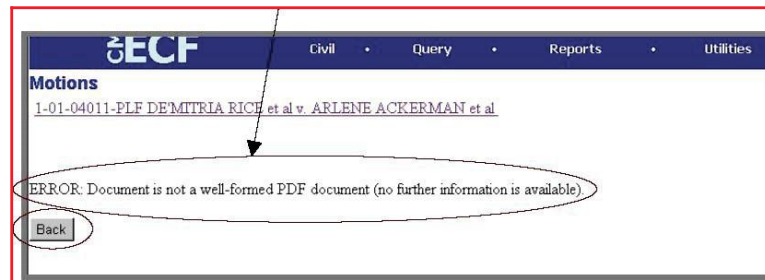 CM ECF Civil • Query • Reports • Utilities
Motions
1-01-04011-PLF DE'MITRIA RICE et al v. ARLENE ACKERMAN et al
ERROR: Document is not a well-formed PDF document (no further information is available).
Back